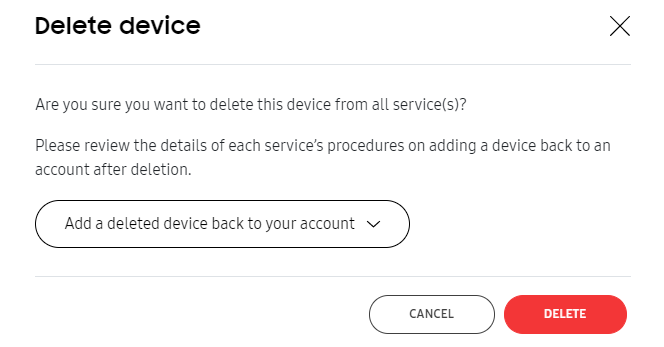 Delete device
Are you sure you want to delete this device from all service(s)?
Please review the details of each service's procedures on adding a device back to an
account after deletion.
Add a deleted device back to your account
CANCEL
DELETE